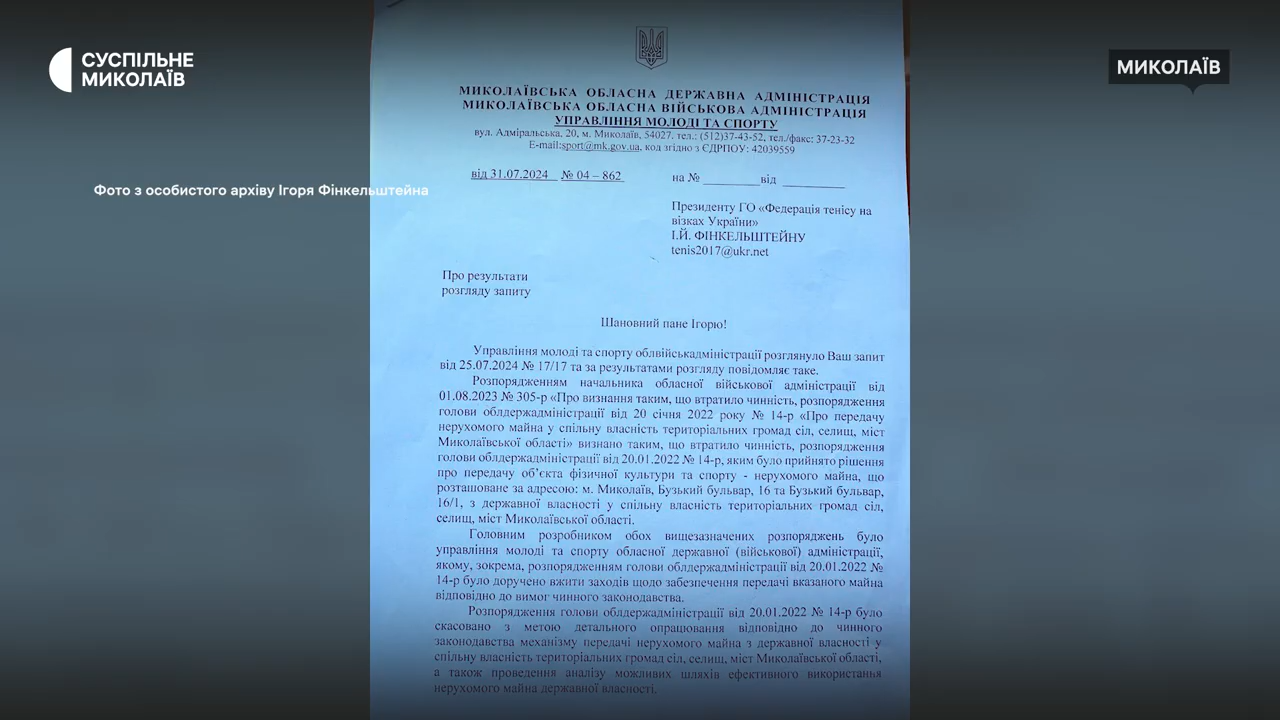 СУСПІЛЬНЕ
МИКОЛАЇВ
МИКОЛАЇВ
Фото з особистого архіву Ігоря Фінкельштейна
МИКОЛАЇВСЬКА ОБЛАСНА ДЕРЖАВНА АДМІНІСТРАЦІЯ
МИКОЛАЇВСЬКА ОБЛАСНА ВІЙСЬКОВА АДМІНІСТРАЦІЯ
УПРАВЛІННЯ МОЛОДІ ТА СПОРТУ
вул. Адміральська, 20, м. Миколаїв, 54027, тел.: (512)37-43-52, тел./факс: 37-23-32
E-mail:sport@mk.gov.ua, код згідно з ЄДРПОУ: 42039559
від 31.07.2024 № 04 – 862 на № __________ від ___________
Президенту ГО «Федерація тенісу на
візках України»
І.Й. ФІНКЕЛЬШТЕЙНУ
tenis2017@ukr.net
Про результати
розгляду запиту
Шановний пане Ігорю!
Управління молоді та спорту облвійськадміністрації розглянуло Ваш запит
від 25.07.2024 № 17/17 та за результатами розгляду повідомляє таке.
Розпорядженням начальника обласної військової адміністрації від
01.08.2023 № 305-р «Про визнання таким, що втратило чинність, розпорядження
голови облдержадміністрації від 20 січня 2022 року № 14-р «Про передачу
нерухомого майна у спільну власність територіальних громад сіл, селищ, міст
Миколаївської області» визнано таким, що втратило чинність, розпорядження
голови облдержадміністрації від 20.01.2022 № 14-р, яким було прийнято рішення
про передачу об’єкта фізичної культури та спорту - нерухомого майна, що
розташоване за адресою: м. Миколаїв, Бузький бульвар, 16 та Бузький бульвар,
16/1, з державної власності у спільну власність територіальних громад сіл,
селищ, міст Миколаївської області.
Головним розробником обох вищезазначених розпоряджень було
управління молоді та спорту обласної державної (військової) адміністрації,
якому, зокрема, розпорядженням голови облдержадміністрації від 20.01.2022 №
14-р було доручено вжити заходів щодо забезпечення передачі вказаного майна
відповідно до вимог чинного законодавства.
Розпорядження голови облдержадміністрації від 20.01.2022 № 14-р було
скасовано з метою детального опрацювання відповідно до чинного
законодавства механізму передачі нерухомого майна з державної власності у
спільну власність територіальних громад сіл, селищ, міст Миколаївської області,
а також проведення аналізу можливих шляхів ефективного використання
нерухомого майна державної власності.